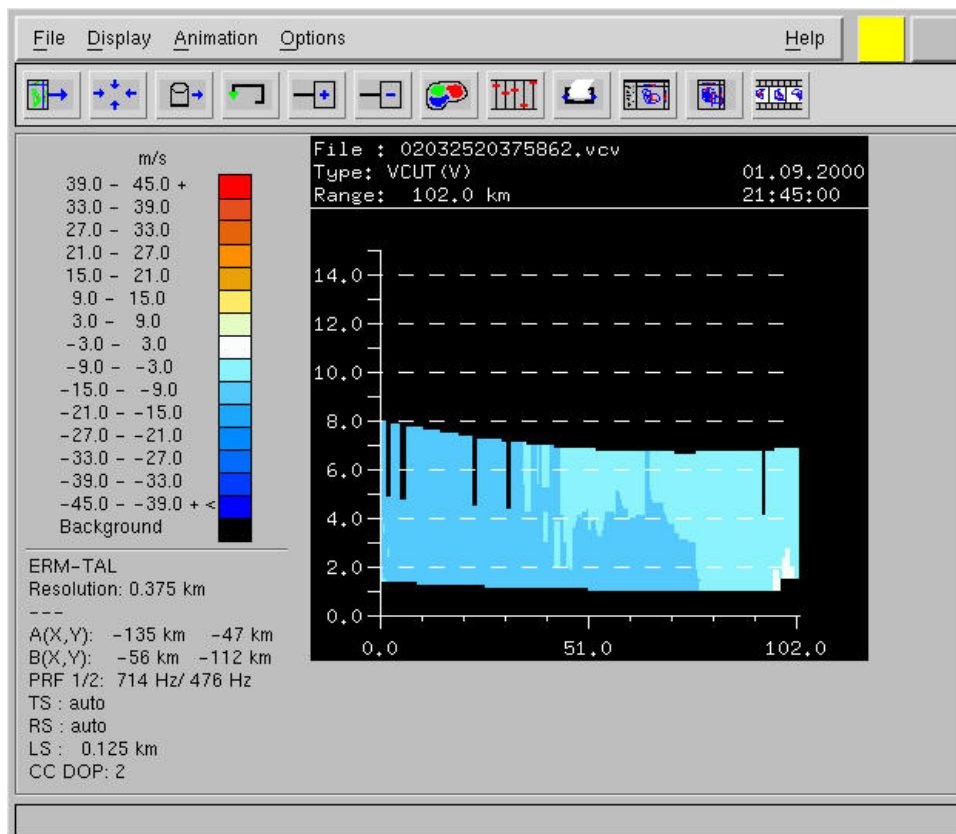 File Display Animation Options Help
File : 02032520375862.vcv
Type: VCUT(V) 01.09.2000
Range: 102.0 km 21:45:00
m/s
39.0 – 45.0 +
33.0 – 39.0
27.0 – 33.0
21.0 – 27.0
15.0 – 21.0
9.0 – 15.0
3.0 – 9.0
−3.0 – 3.0
−9.0 – −3.0
−15.0 – −9.0
−21.0 – −15.0
−27.0 – −21.0
−33.0 – −27.0
−39.0 – −33.0
−45.0 – −39.0 + <
Background
14.0
12.0
10.0
8.0
6.0
4.0
2.0
0.0
0.0 51.0 102.0
ERM-TAL
Resolution: 0.375 km
---
A(X,Y): −135 km −47 km
B(X,Y): −56 km −112 km
PRF 1/2: 714 Hz/ 476 Hz
TS : auto
RS : auto
LS : 0.125 km
CC DOP: 2